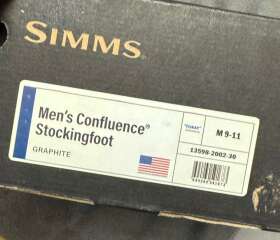 SIMMS
Men's Confluence®
Stockingfoot
GRAPHITE
M 9-11
13598-2002-30